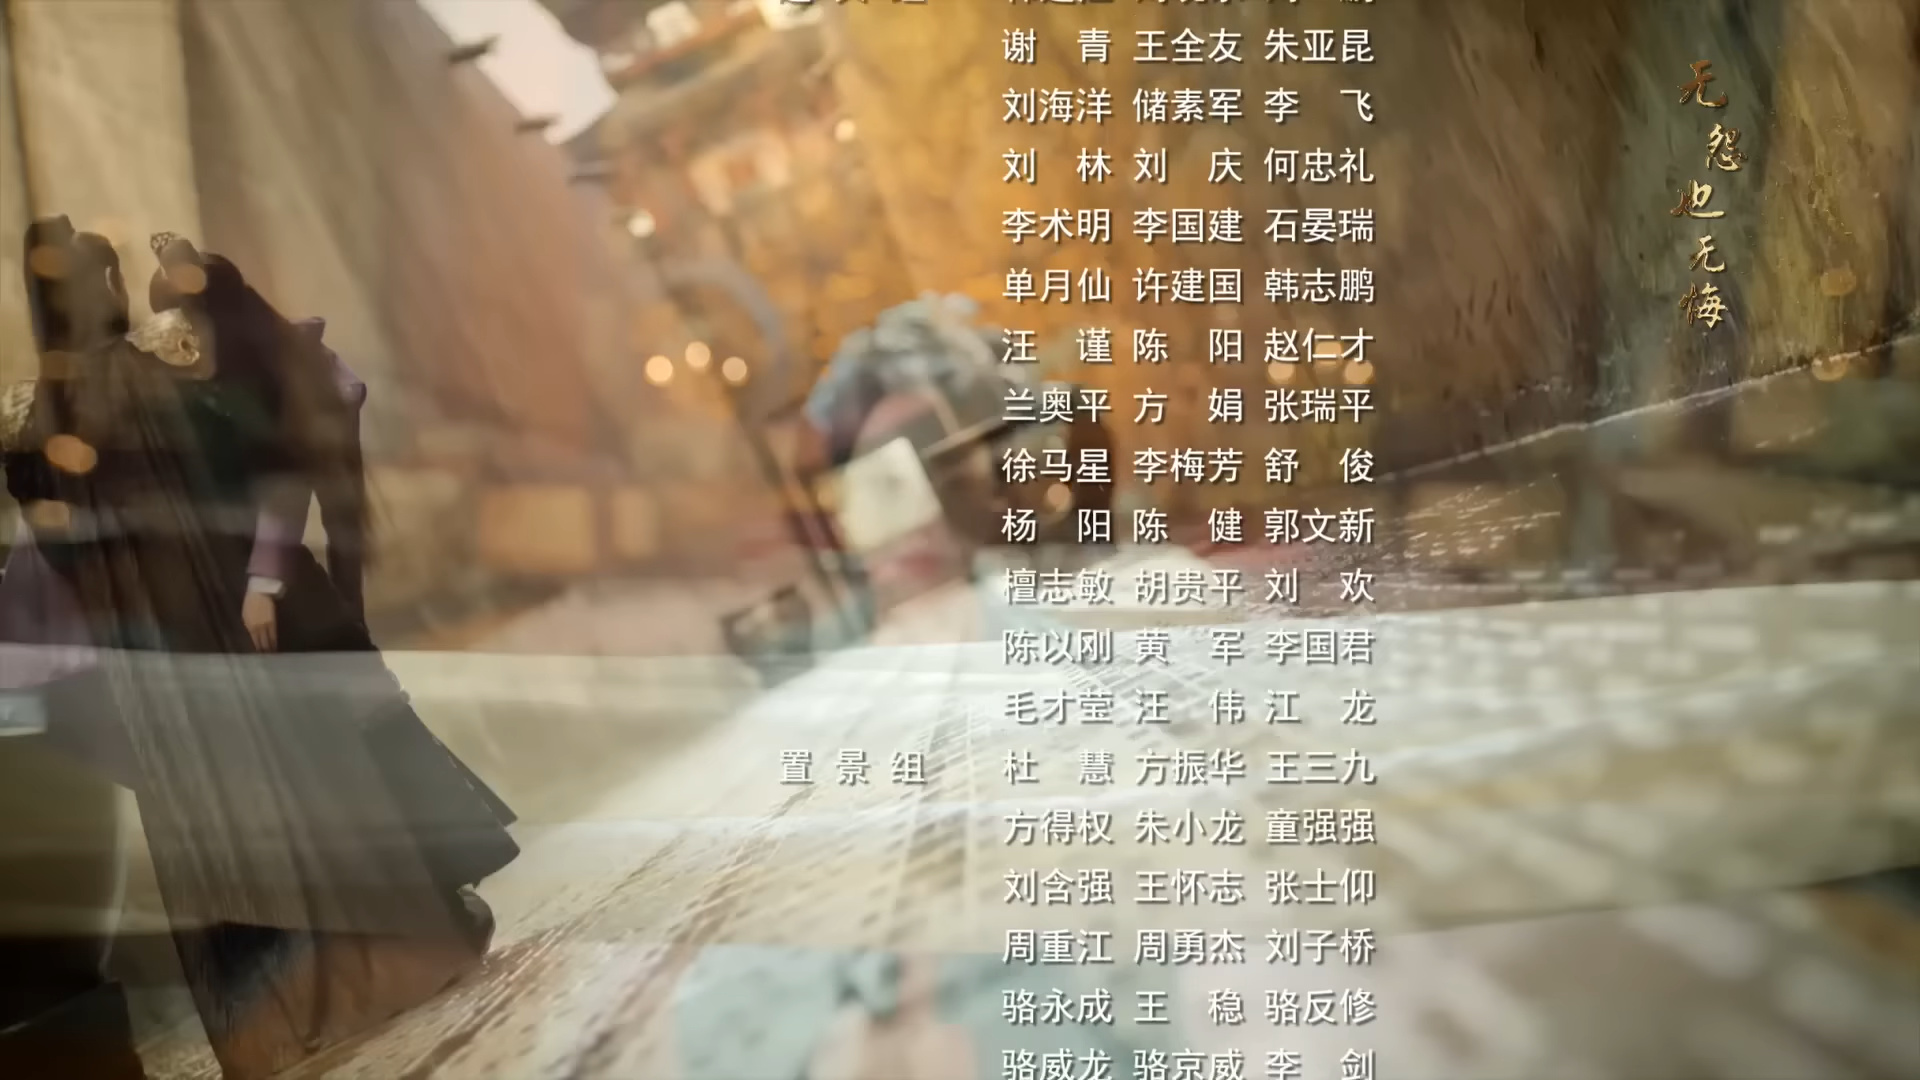 谢　青 王全友 朱亚昆
刘海洋 储素军 李　飞
刘　林 刘　庆 何忠礼
李术明 李国建 石晏瑞
单月仙 许建国 韩志鹏
汪　谨 陈　阳 赵仁才
兰奥平 方　娟 张瑞平
徐马星 李梅芳 舒　俊
杨　阳 陈　健 郭文新
檀志敏 胡贵平 刘　欢
陈以刚 黄　军 李国君
毛才莹 汪　伟 江　龙
置景组 杜　慧 方振华 王三九
方得权 朱小龙 童强强
刘含强 王怀志 张士仰
周重江 周勇杰 刘子桥
骆永成 王　稳 骆反修
骆威龙 骆京威 李　剑
无怨也无悔